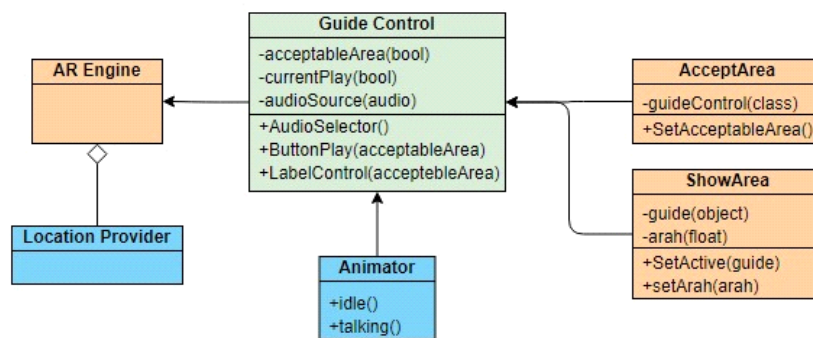 Guide Control
-acceptableArea(bool)
-currentPlay(bool)
-audioSource(audio)
+AudioSelector()
+ButtonPlay(acceptableArea)
+LabelControl(acceptebleArea)
AR Engine
Location Provider
Animator
+idle()
+talking()
AcceptArea
-guideControl(class)
+SetAcceptableArea()
ShowArea
-guide(object)
-arah(float)
+SetActive(guide)
+setArah(arah)